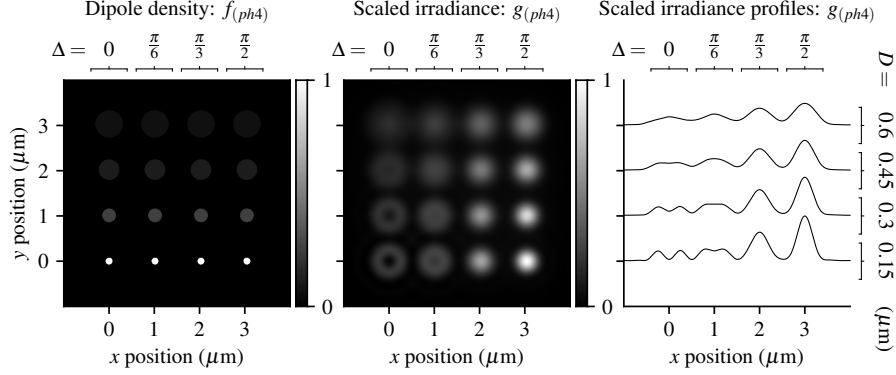 Dipole density: f(ph4)
Δ = 0 π/6 π/3 π/2
3
2
1
0
y position (μm)
0 1 2 3
x position (μm)
1
0
Scaled irradiance: g(ph4)
Δ = 0 π/6 π/3 π/2
0 1 2 3
x position (μm)
1
0
Scaled irradiance profiles: g(ph4)
Δ = 0 π/6 π/3 π/2
0 1 2 3
x position (μm)
D =
0.6
0.45
0.3
0.15
(μm)